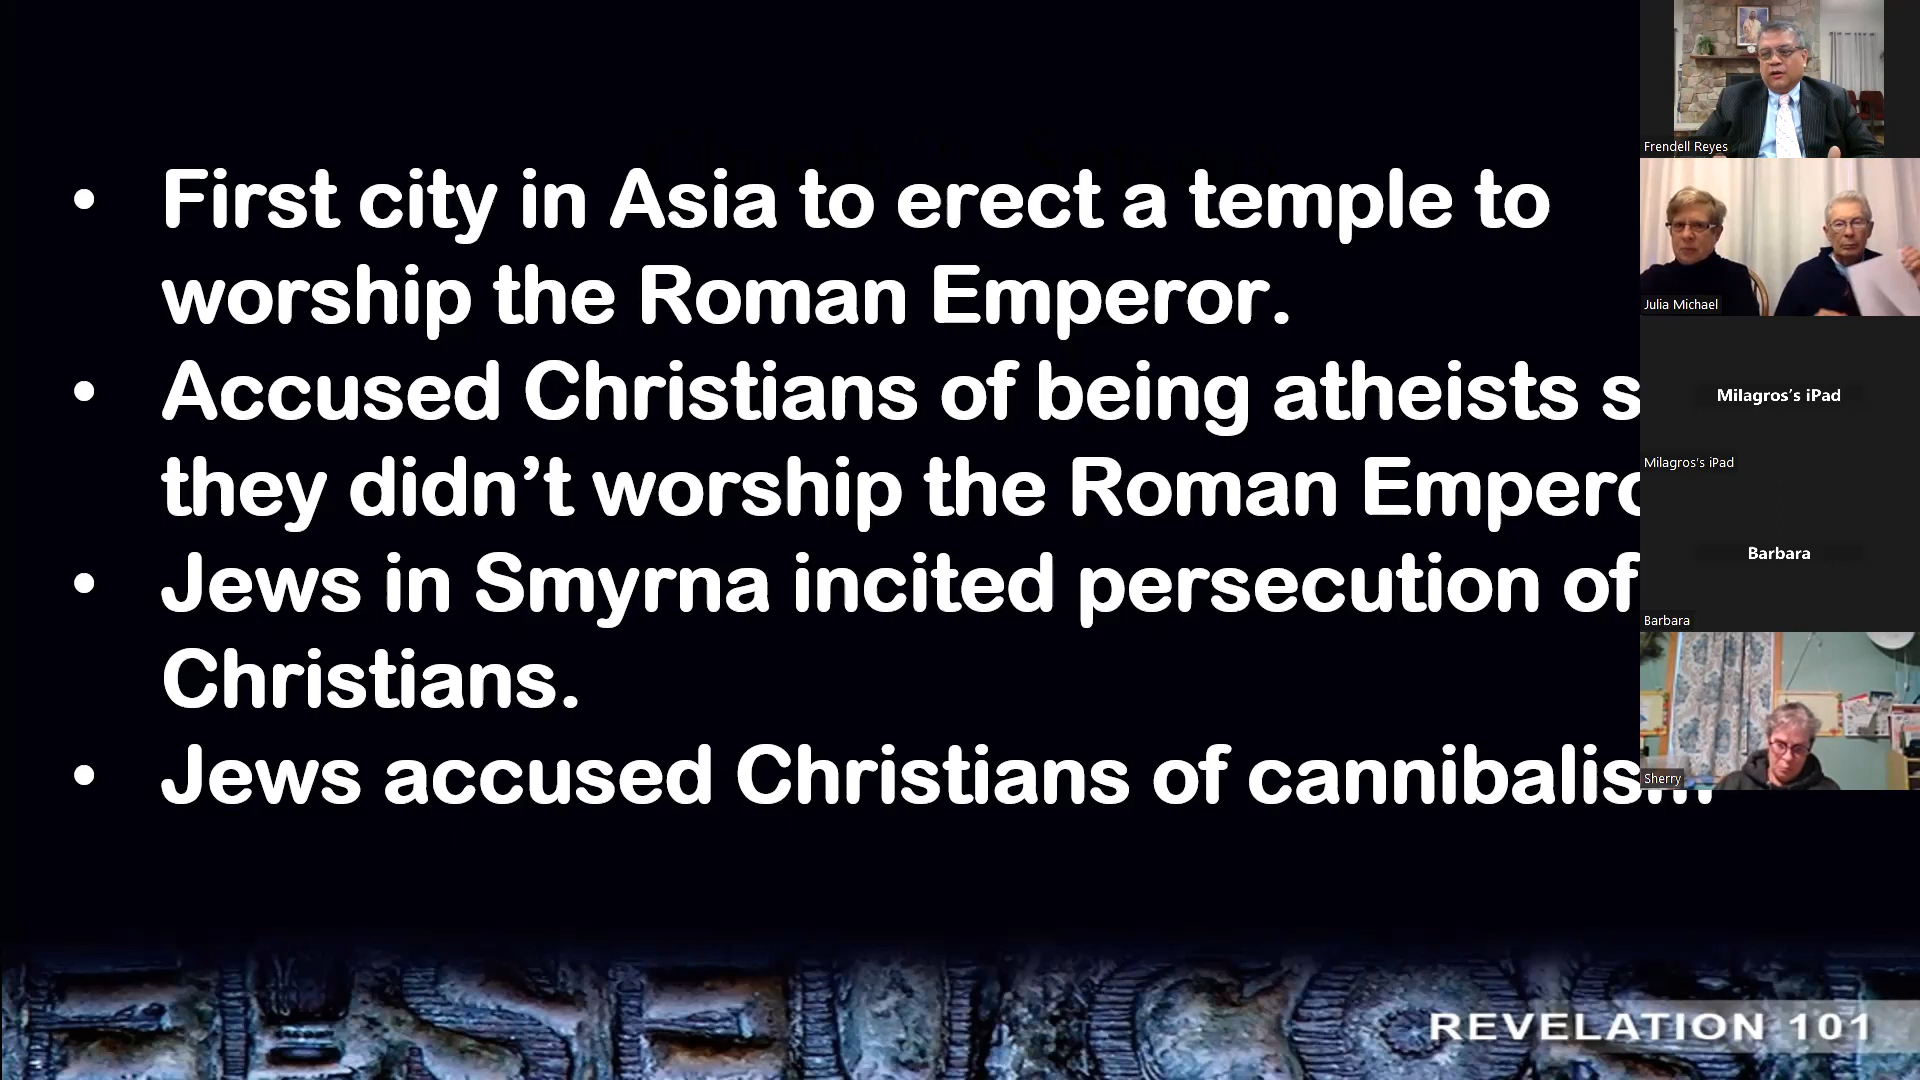 • First city in Asia to erect a temple to
worship the Roman Emperor.
• Accused Christians of being atheists s
they didn’t worship the Roman Empero
• Jews in Smyrna incited persecution of
Christians.
• Jews accused Christians of cannibalism
REVELATION 101
Frendell Reyes
Julia Michael
Milagros’s iPad
Milagros's iPad
Barbara
Barbara
Sherry